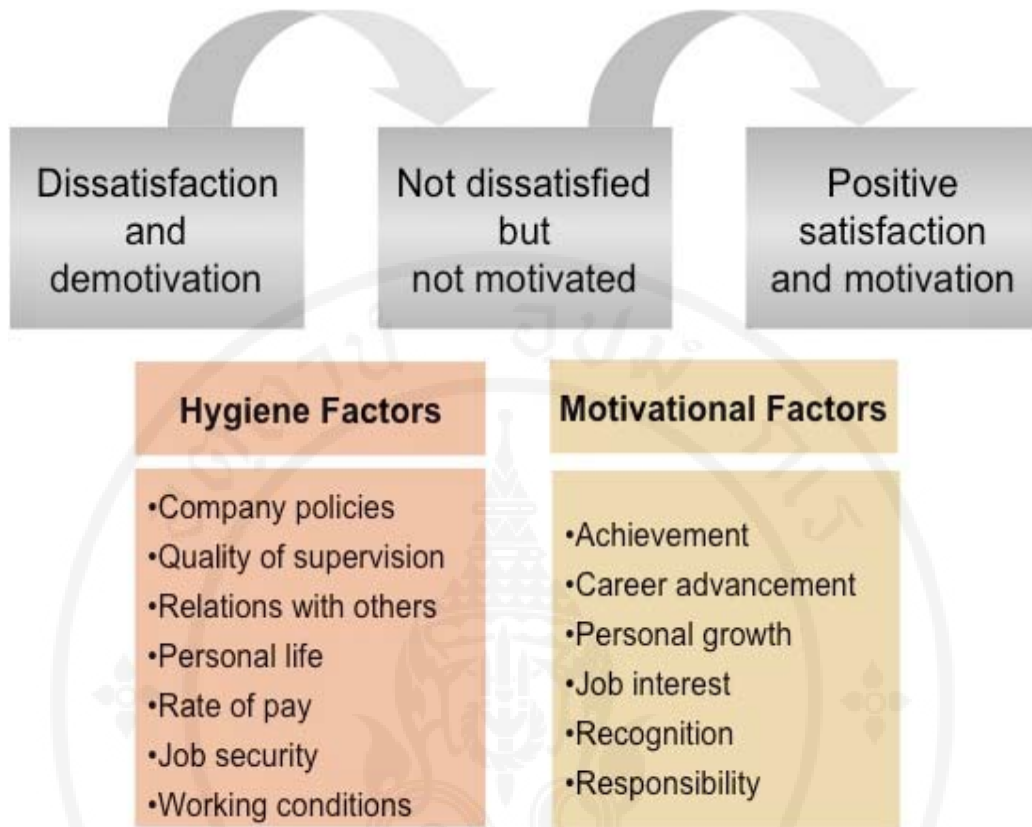 Dissatisfaction
and
demotivation
Not dissatisfied
but
not motivated
Positive
satisfaction
and motivation
Hygiene Factors
•Company policies
•Quality of supervision
•Relations with others
•Personal life
•Rate of pay
•Job security
•Working conditions
Motivational Factors
•Achievement
•Career advancement
•Personal growth
•Job interest
•Recognition
•Responsibility